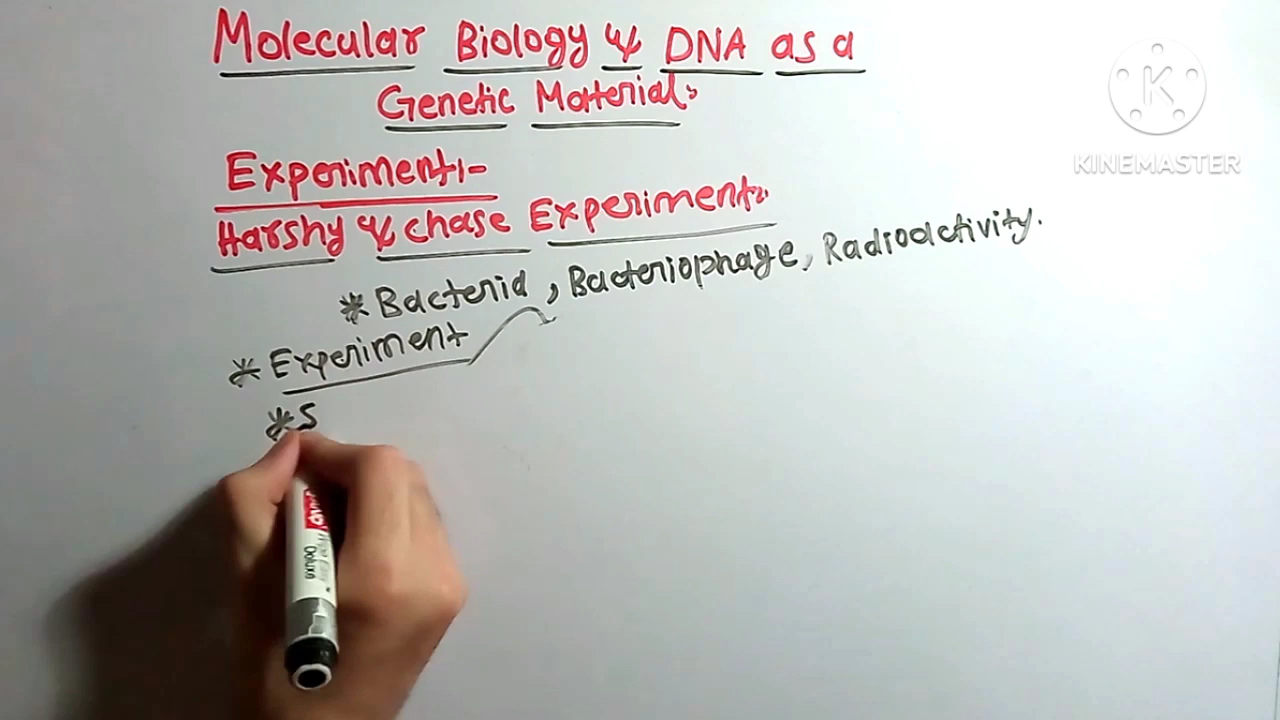 Molecular Biology & DNA as a
Genetic Material:
K
KINEMASTER
Experiment:-
Harshy & chase Experiment:
* Bacteria, Bacteriophage, Radioactivity.
* Experiment
* S